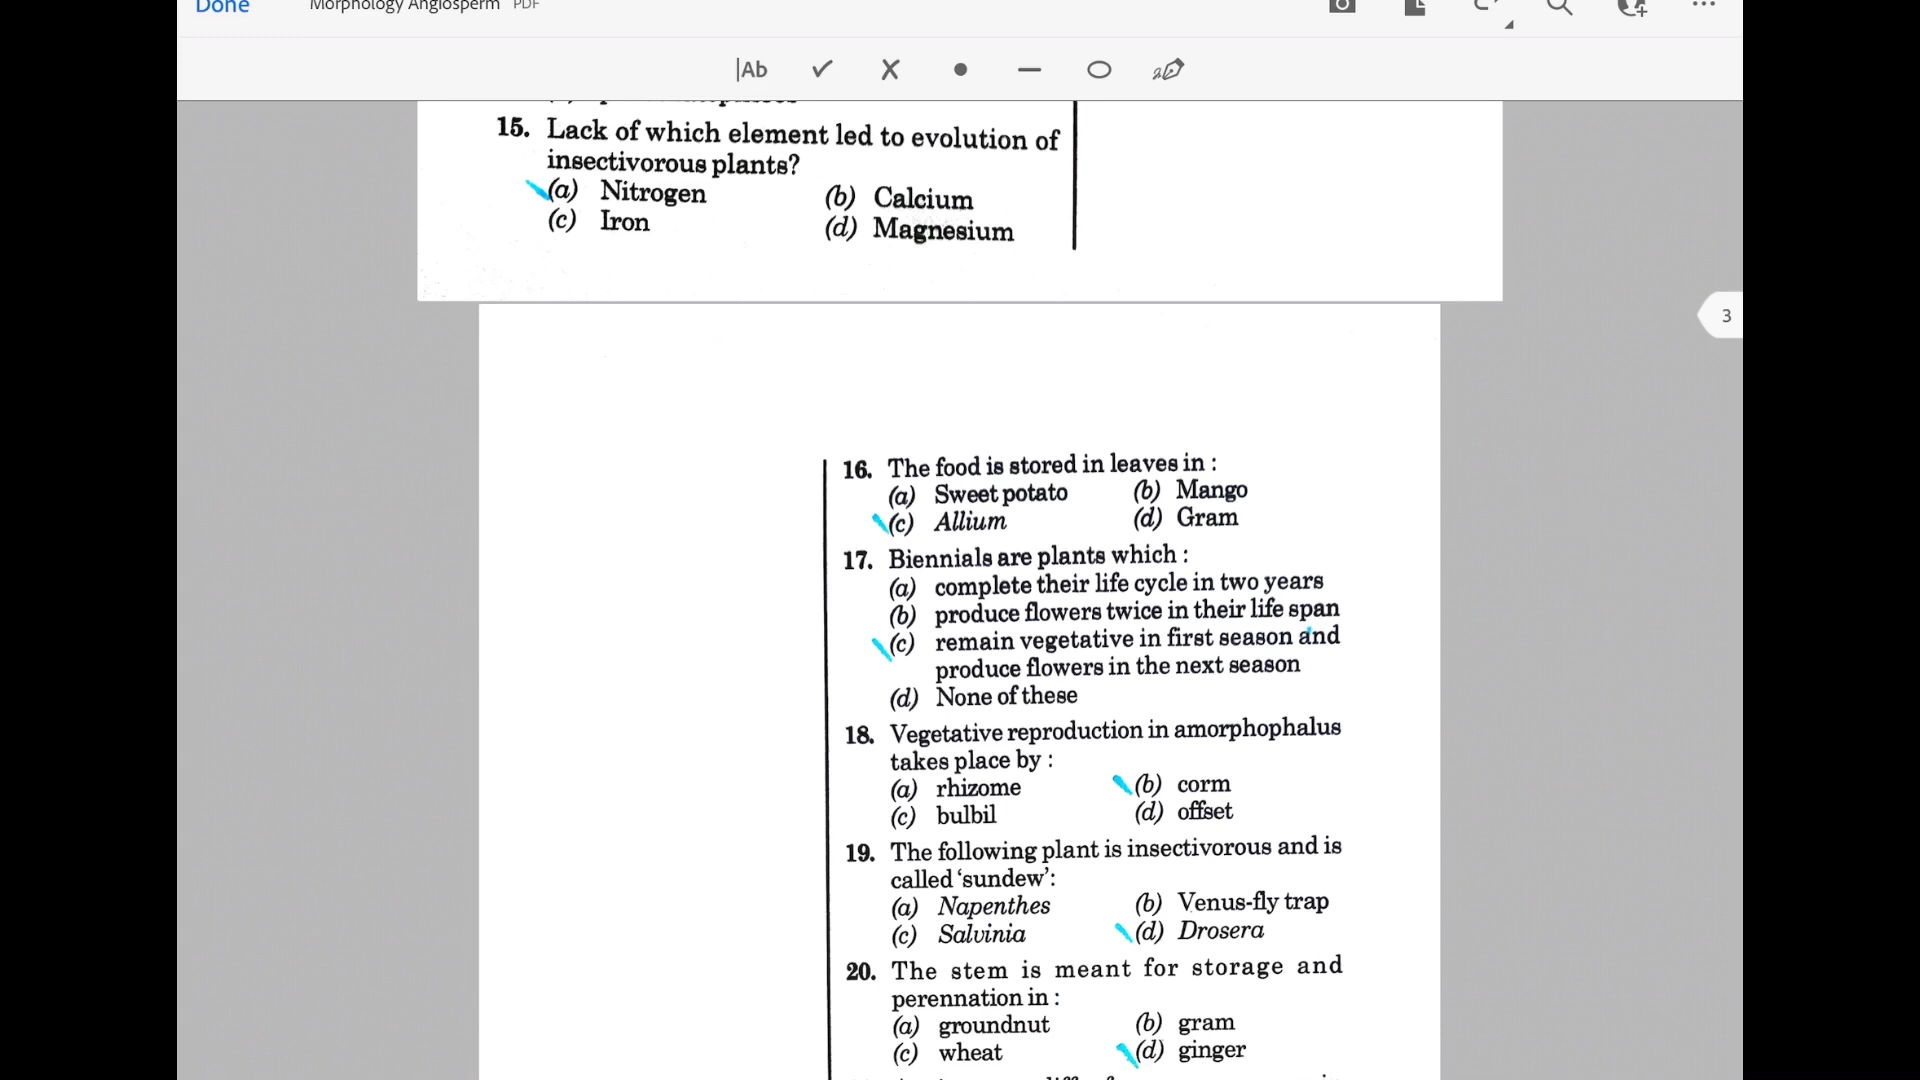 Done Morphology Angiosperm PDF
|Ab
15. Lack of which element led to evolution of
insectivorous plants?
(a) Nitrogen (b) Calcium
(c) Iron (d) Magnesium
3
16. The food is stored in leaves in :
(a) Sweet potato (b) Mango
(c) Allium (d) Gram
17. Biennials are plants which :
(a) complete their life cycle in two years
(b) produce flowers twice in their life span
(c) remain vegetative in first season and
produce flowers in the next season
(d) None of these
18. Vegetative reproduction in amorphophalus
takes place by :
(a) rhizome (b) corm
(c) bulbil (d) offset
19. The following plant is insectivorous and is
called ‘sundew’:
(a) Napenthes (b) Venus-fly trap
(c) Salvinia (d) Drosera
20. The stem is meant for storage and
perennation in :
(a) groundnut (b) gram
(c) wheat (d) ginger